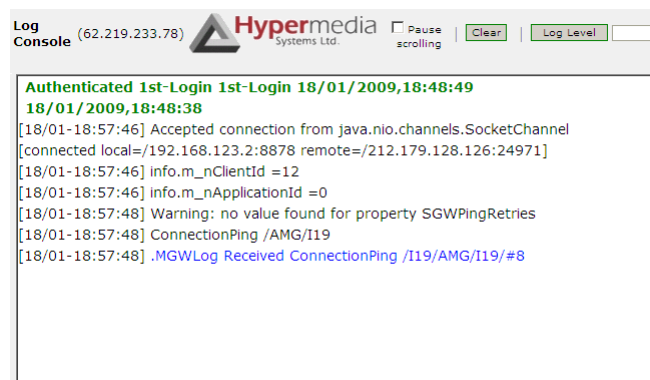 Log Console (62.219.233.78) Hypermedia Systems Ltd. Pause scrolling | Clear | Log Level
Authenticated 1st-Login 1st-Login 18/01/2009,18:48:49
18/01/2009,18:48:38
[18/01-18:57:46] Accepted connection from java.nio.channels.SocketChannel
[connected local=/192.168.123.2:8878 remote=/212.179.128.126:24971]
[18/01-18:57:46] info.m_nClientId =12
[18/01-18:57:46] info.m_nApplicationId =0
[18/01-18:57:48] Warning: no value found for property SGWPingRetries
[18/01-18:57:48] ConnectionPing /AMG/I19
[18/01-18:57:48] .MGWLog Received ConnectionPing /I19/AMG/I19/#8